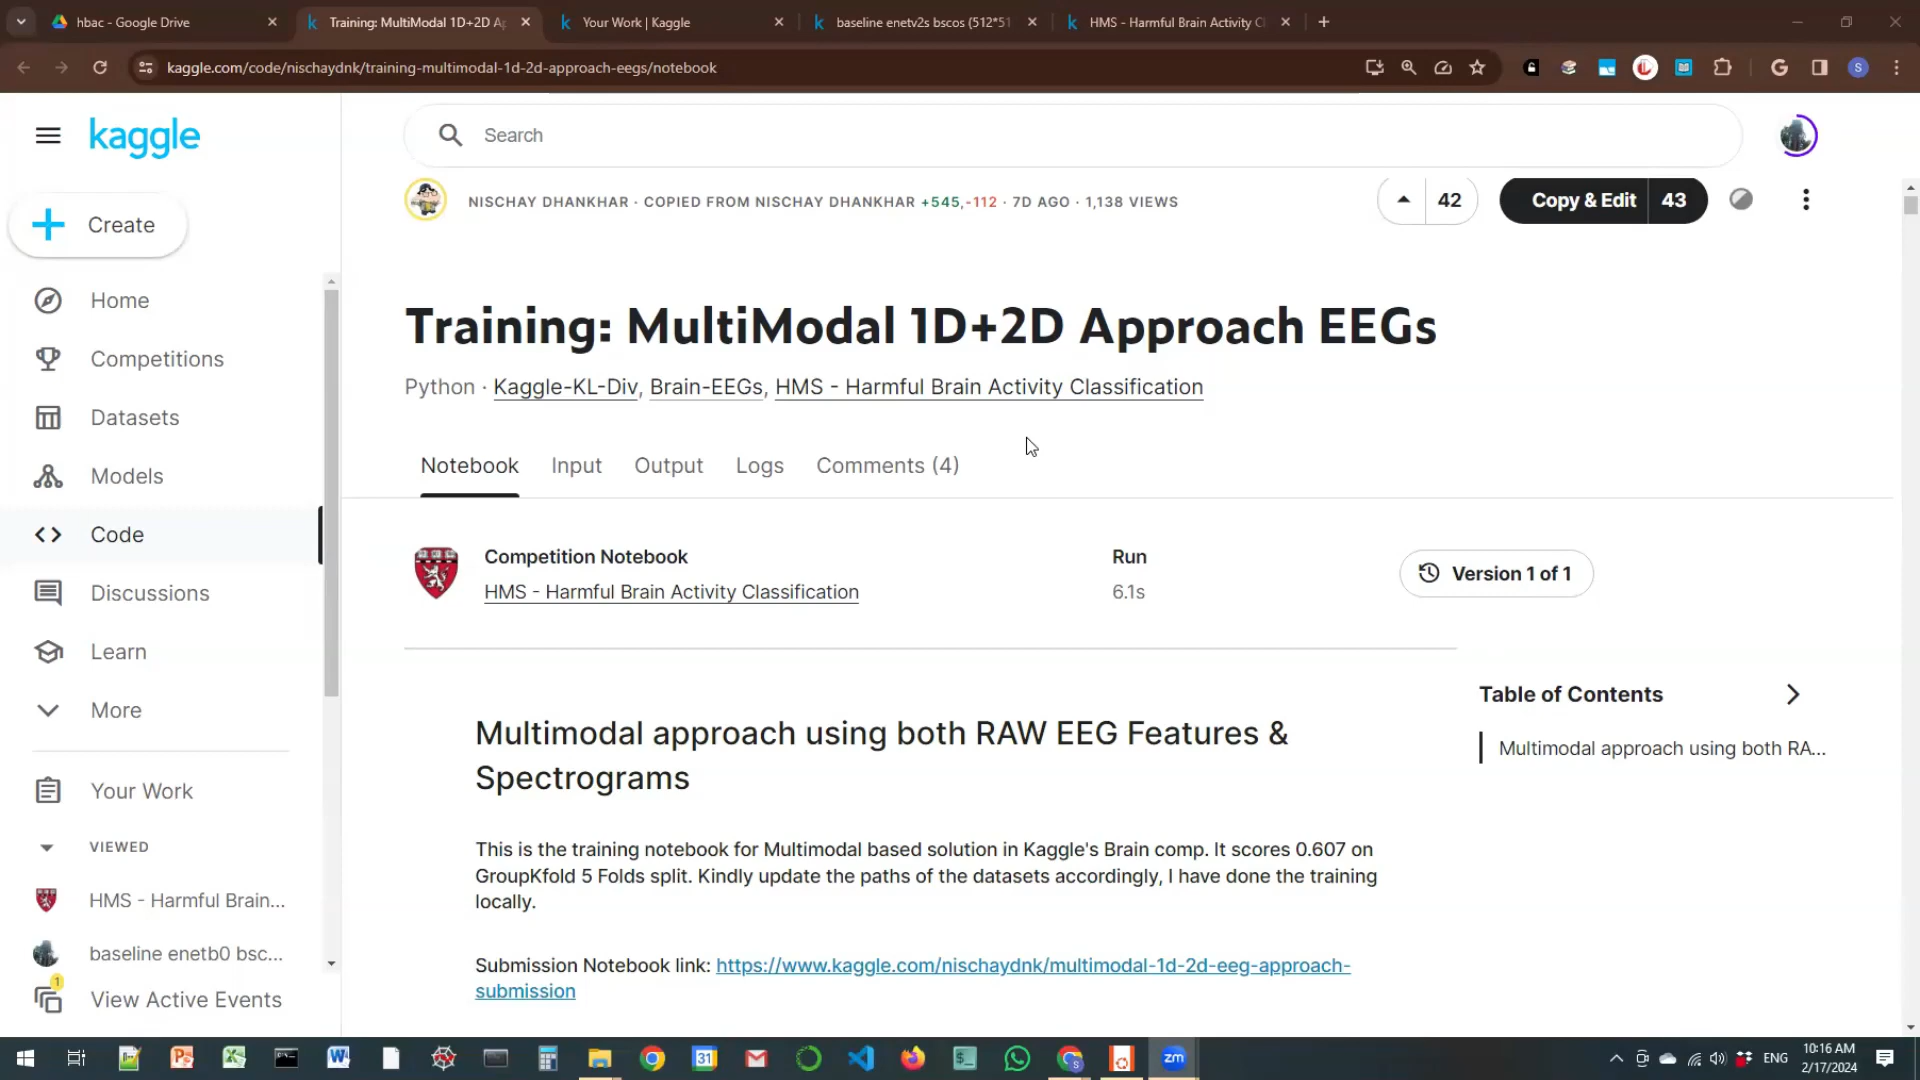 hbac - Google Drive
Training: MultiModal 1D+2D Ap
Your Work | Kaggle
baseline enetv2s bscos (512*51
HMS - Harmful Brain Activity Cl
kaggle.com/code/nischaydnk/training-multimodal-1d-2d-approach-eegs/notebook
S
kaggle
Search
Create
NISCHAY DHANKHAR · COPIED FROM NISCHAY DHANKHAR +545,-112 · 7D AGO · 1,138 VIEWS
42
Copy & Edit
43
Home
Competitions
Datasets
Models
Code
Discussions
Learn
More
Your Work
VIEWED
HMS - Harmful Brain...
baseline enetb0 bsc...
1
View Active Events
Training: MultiModal 1D+2D Approach EEGs
Python · Kaggle-KL-Div, Brain-EEGs, HMS - Harmful Brain Activity Classification
Notebook
Input
Output
Logs
Comments (4)
Competition Notebook
HMS - Harmful Brain Activity Classification
Run
6.1s
Version 1 of 1
Multimodal approach using both RAW EEG Features &
Spectrograms
This is the training notebook for Multimodal based solution in Kaggle's Brain comp. It scores 0.607 on
GroupKfold 5 Folds split. Kindly update the paths of the datasets accordingly, I have done the training
locally.
Submission Notebook link: https://www.kaggle.com/nischaydnk/multimodal-1d-2d-eeg-approach-
submission
Table of Contents
Multimodal approach using both RA...
31
zm
ENG
10:16 AM
2/17/2024